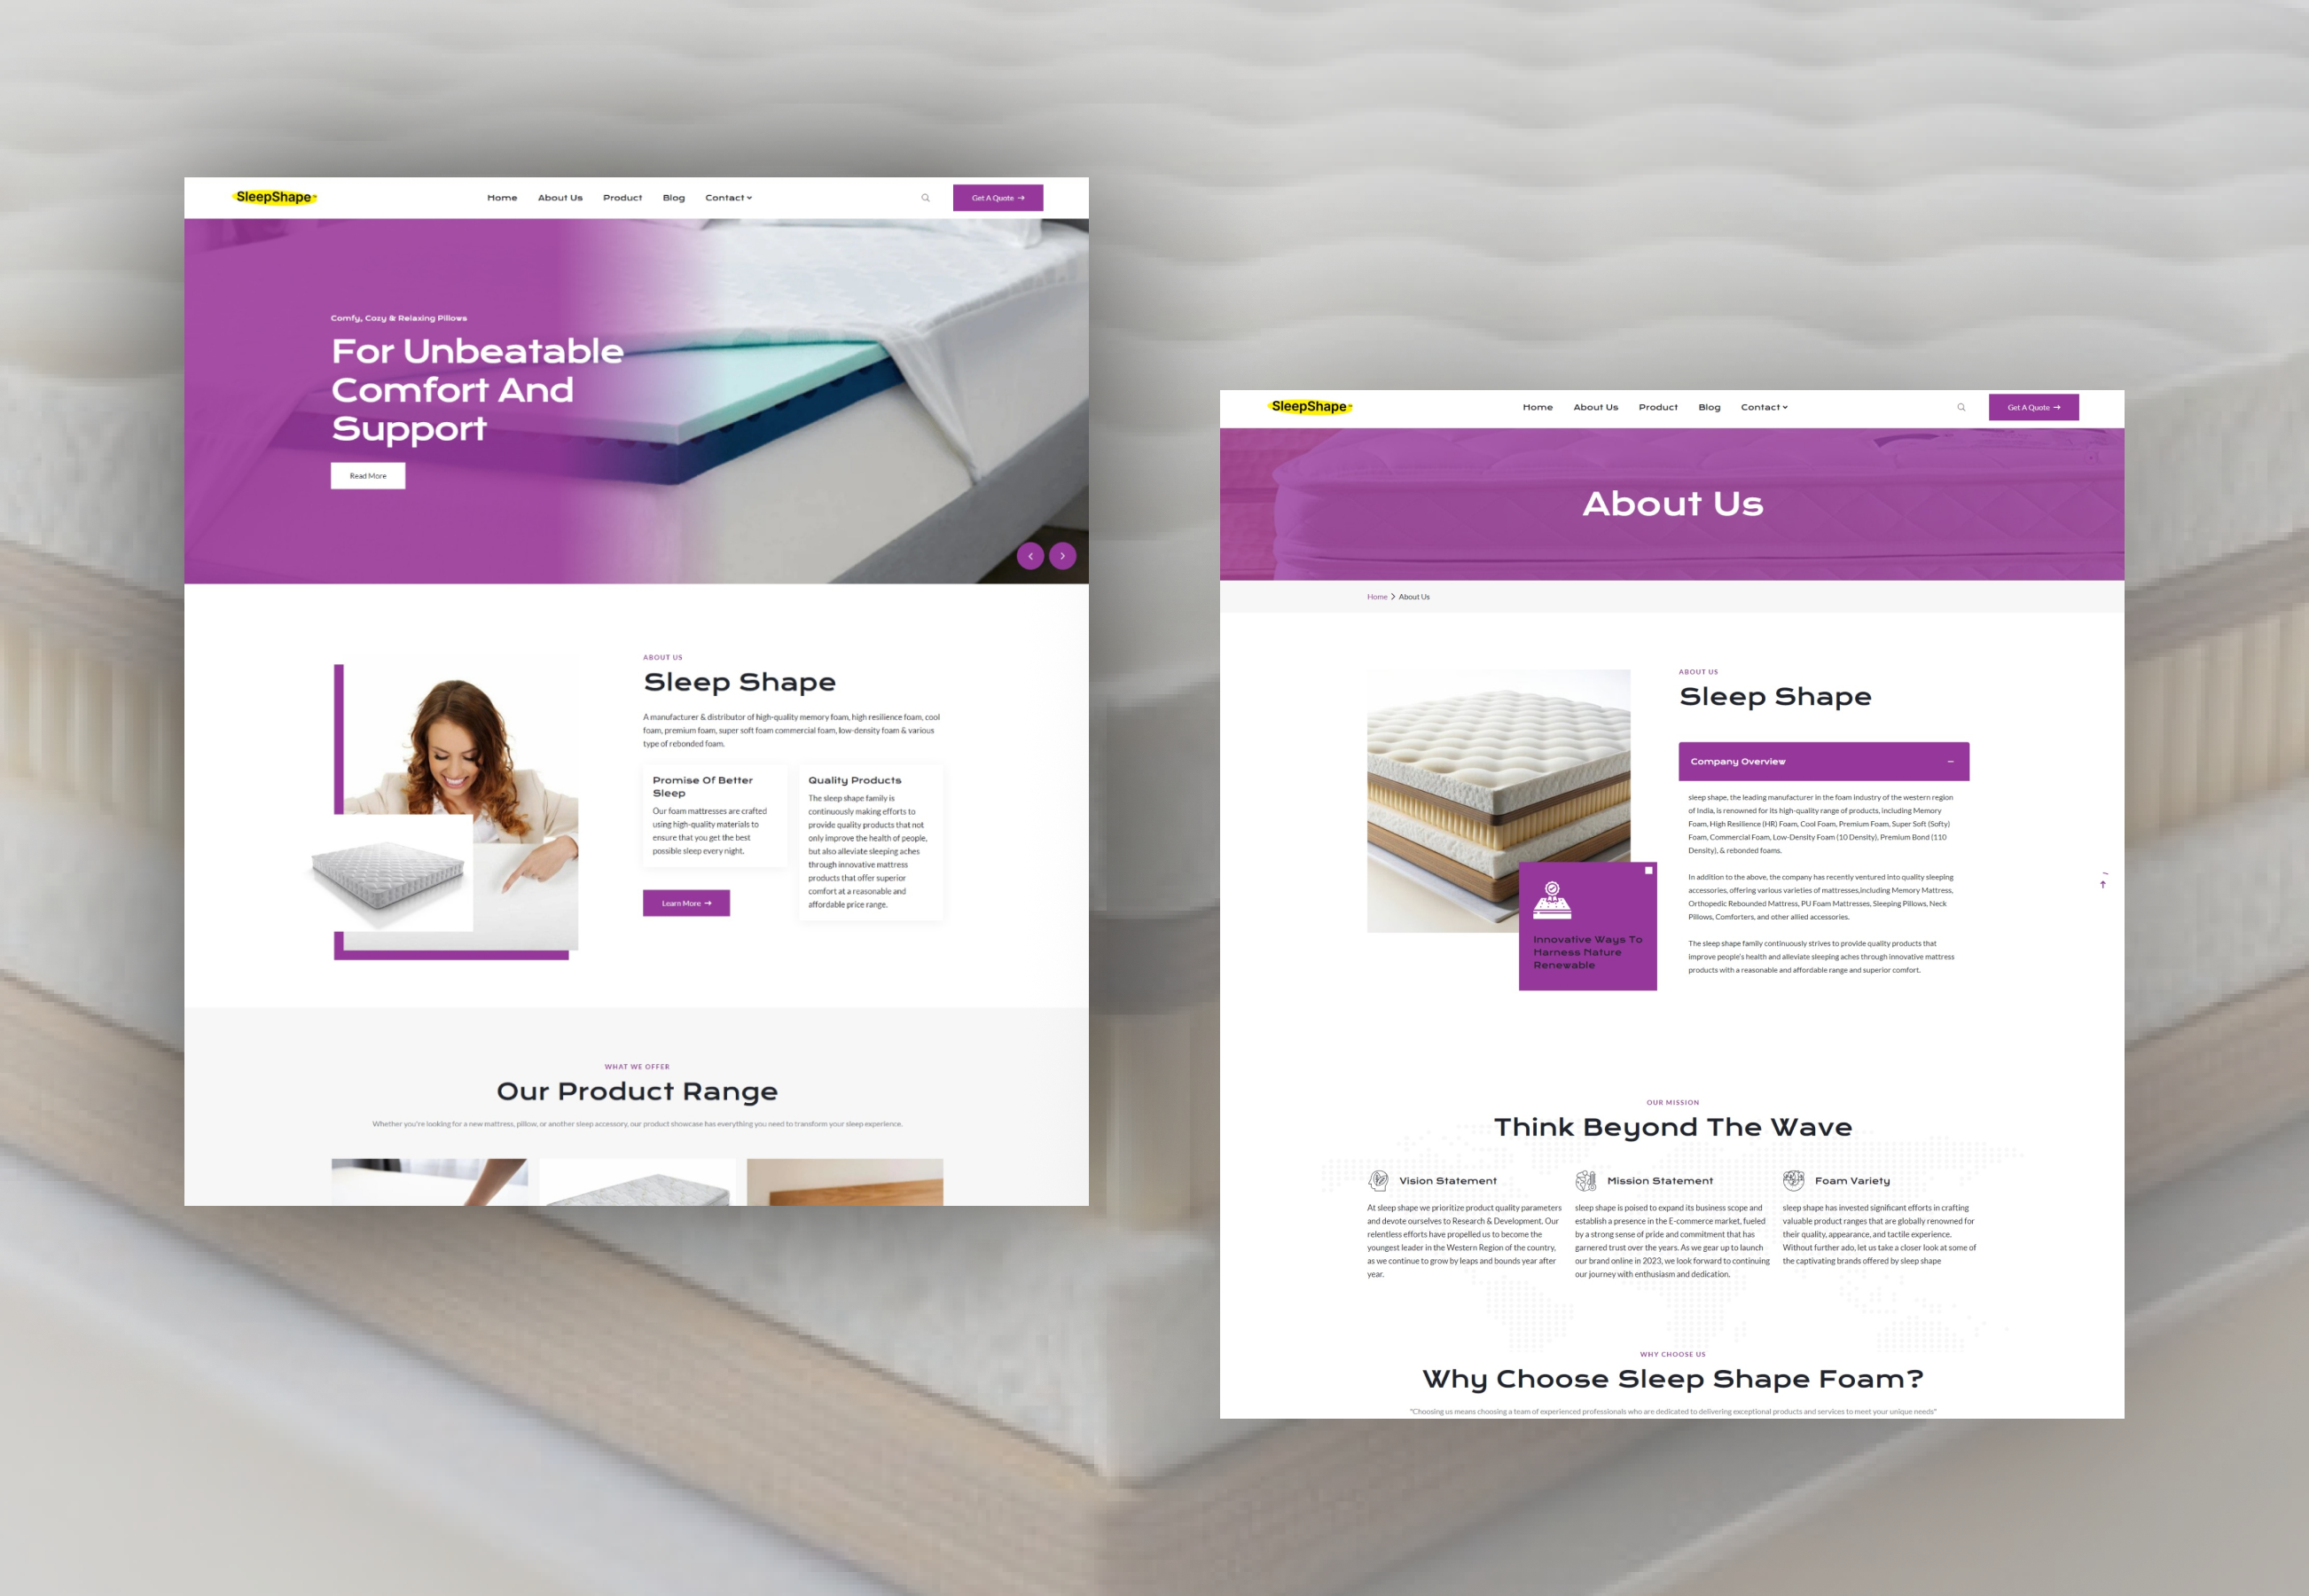 SleepShape
Home About Us Product Blog Contact
Get A Quote →
Comfy, Cozy & Relaxing Pillows
For Unbeatable
Comfort And
Support
Read More
ABOUT US
Sleep Shape
A manufacturer & distributor of high-quality memory foam, high resilience foam, cool
foam, premium foam, super soft foam commercial foam, low-density foam & various
type of rebonded foam.
Promise Of Better
Sleep
Our foam mattresses are crafted
using high-quality materials to
ensure that you get the best
possible sleep every night.
Learn More →
Quality Products
The sleep shape family is
continuously making efforts to
provide quality products that not
only improve the health of people,
but also alleviate sleeping aches
through innovative mattress
products that offer superior
comfort at a reasonable and
affordable price range.
WHAT WE OFFER
Our Product Range
Whether you're looking for a new mattress, pillow, or another sleep accessory, our product showcase has everything you need to transform your sleep experience.
SleepShape
Home About Us Product Blog Contact
Get A Quote →
About Us
Home > About Us
ABOUT US
Sleep Shape
Company Overview –
sleep shape, the leading manufacturer in the foam industry of the western region
of India, is renowned for its high-quality range of products, including Memory
Foam, High Resilience (HR) Foam, Cool Foam, Premium Foam, Super Soft (Softy)
Foam, Commercial Foam, Low-Density Foam (10 Density), Premium Bond (110
Density), & rebonded foams.
In addition to the above, the company has recently ventured into quality sleeping
accessories, offering various varieties of mattresses,including Memory Mattress,
Orthopedic Rebounded Mattress, PU Foam Mattresses, Sleeping Pillows, Neck
Pillows, Comforters, and other allied accessories.
The sleep shape family continuously strives to provide quality products that
improve people's health and alleviate sleeping aches through innovative mattress
products with a reasonable and affordable range and superior comfort.
Innovative Ways To
Harness Nature
Renewable
OUR MISSION
Think Beyond The Wave
Vision Statement
At sleep shape we prioritize product quality parameters
and devote ourselves to Research & Development. Our
relentless efforts have propelled us to become the
youngest leader in the Western Region of the country,
as we continue to grow by leaps and bounds year after
year.
Mission Statement
sleep shape is poised to expand its business scope and
establish a presence in the E-commerce market, fueled
by a strong sense of pride and commitment that has
garnered trust over the years. As we gear up to launch
our brand online in 2023, we look forward to continuing
our journey with enthusiasm and dedication.
Foam Variety
sleep shape has invested significant efforts in crafting
valuable product ranges that are globally renowned for
their quality, appearance, and tactile experience.
Without further ado, let us take a closer look at some of
the captivating brands offered by sleep shape
WHY CHOOSE US
Why Choose Sleep Shape Foam?
"Choosing us means choosing a team of experienced professionals who are dedicated to delivering exceptional products and services to meet your unique needs"